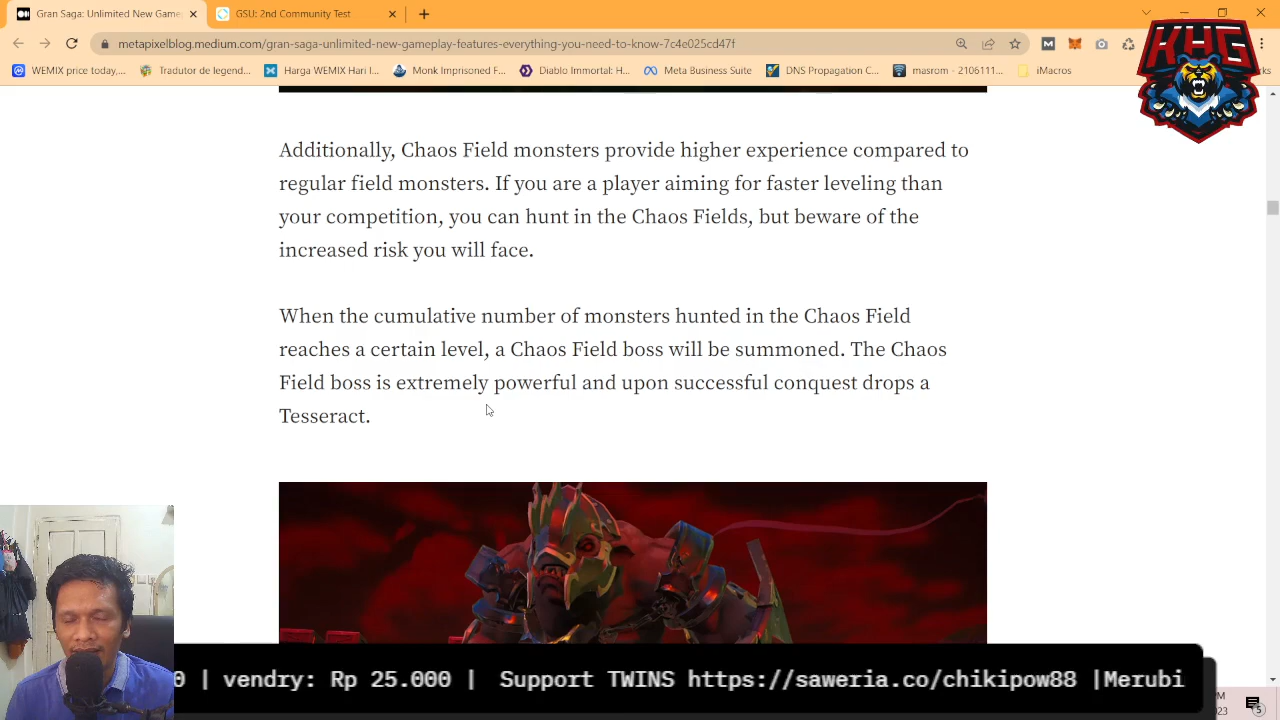 Gran Saga: Unlimited New Game
GSU: 2nd Community Test
metapixelblog.medium.com/gran-saga-unlimited-new-gameplay-features-everything-you-need-to-know-7c4e025cd47f
WEMIX price today,...
Tradutor de legend...
Harga WEMIX Hari I...
Monk Imprisoned F...
Diablo Immortal: H...
Meta Business Suite
DNS Propagation C...
masrom - 2106111...
iMacros
rks
KHG
Additionally, Chaos Field monsters provide higher experience compared to
regular field monsters. If you are a player aiming for faster leveling than
your competition, you can hunt in the Chaos Fields, but beware of the
increased risk you will face.
When the cumulative number of monsters hunted in the Chaos Field
reaches a certain level, a Chaos Field boss will be summoned. The Chaos
Field boss is extremely powerful and upon successful conquest drops a
Tesseract.
0 | vendry: Rp 25.000 | Support TWINS https://saweria.co/chikipow88 |Merubi
PM
2023
5